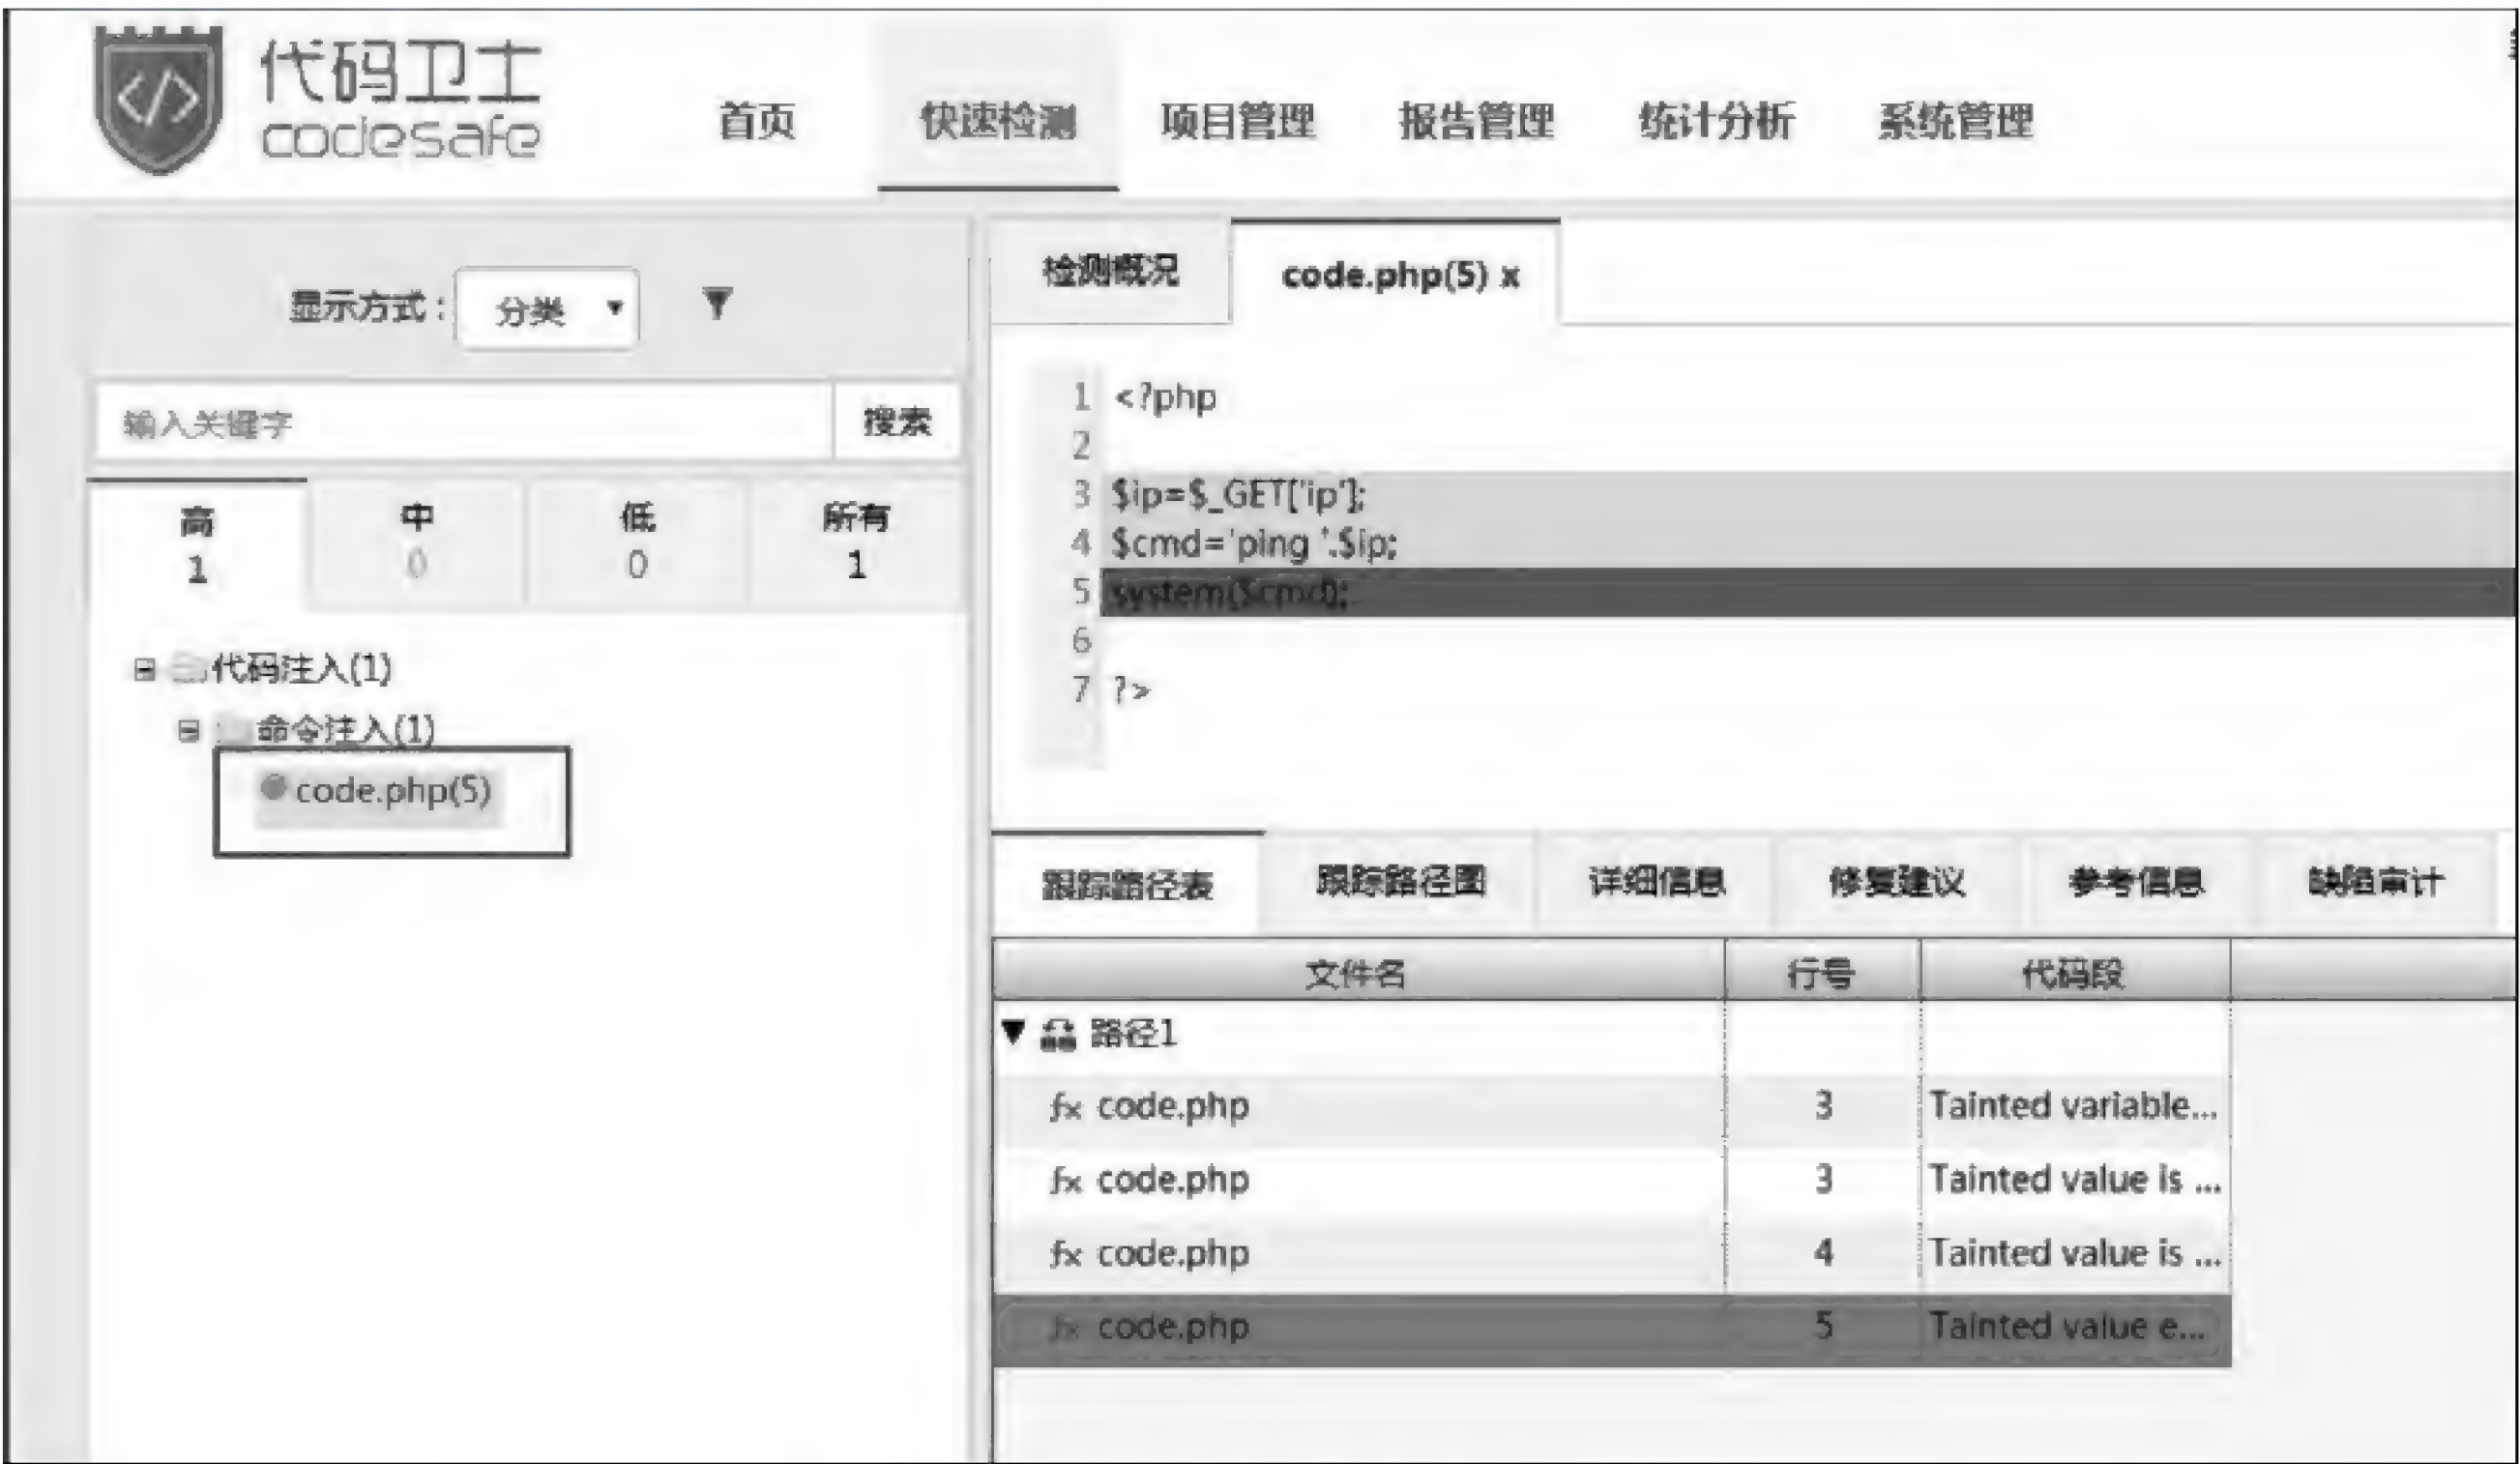 代码卫士
codesafe
首页 快速检测 项目管理 报告管理 统计分析 系统管理
显示方式： 分类
输入关键字 搜索
高 中 低 所有
1 0 0 1
代码注入(1)
命令注入(1)
code.php(5)
检测概况 code.php(5) x
1 <?php
2
3 $ip=$_GET['ip'];
4 $cmd='ping '.$ip;
5 system($cmd);
6
7 ?>
跟踪路径表 跟踪路径图 详细信息 修复建议 参考信息 缺陷审计
文件名 行号 代码段
路径1
fx code.php 3 Tainted variable...
fx code.php 3 Tainted value is ...
fx code.php 4 Tainted value is ...
fx code.php 5 Tainted value e...